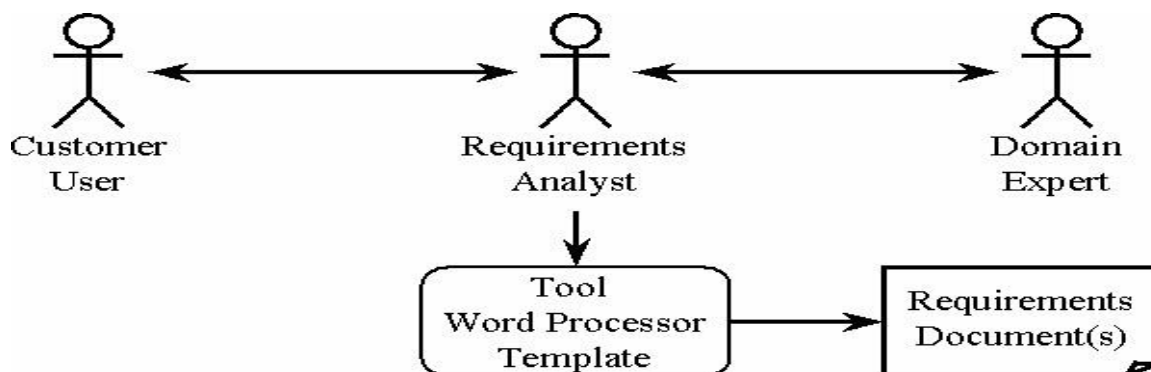 Customer
User
Requirements
Analyst
Domain
Expert
Tool
Word Processor
Template
Requirements
Document(s)